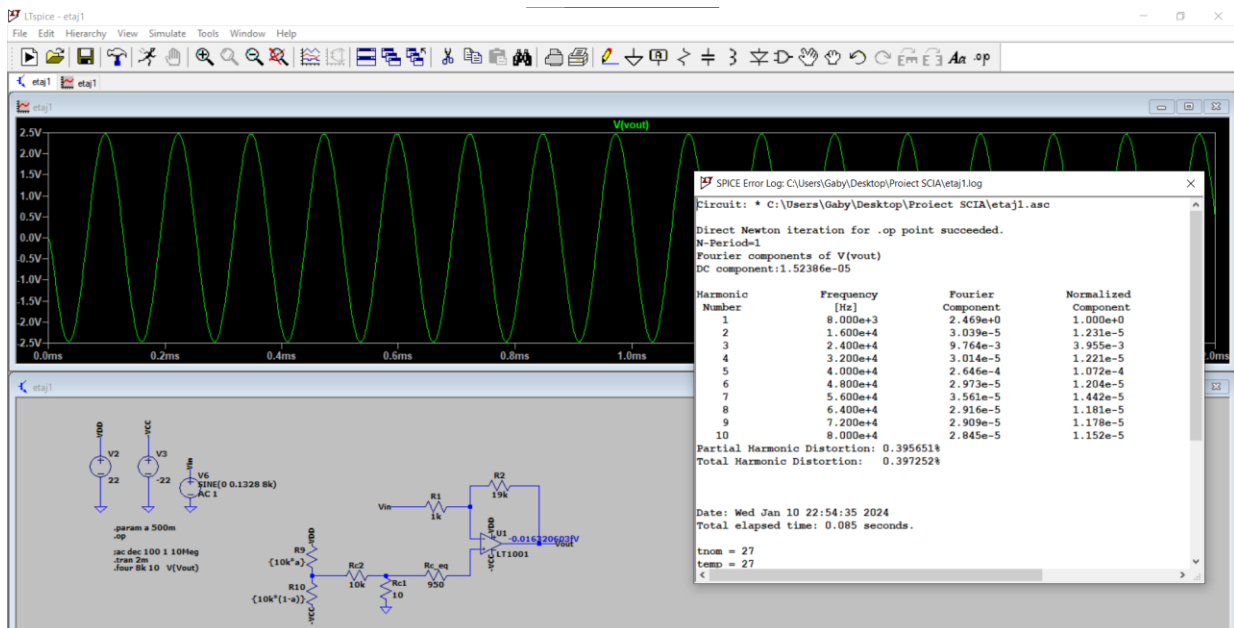 LTspice - etaj1
File Edit Hierarchy View Simulate Tools Window Help
etaj1 etaj1
etaj1
V(vout)
2.5V
2.0V
1.5V
1.0V
0.5V
0.0V
-0.5V
-1.0V
-1.5V
-2.0V
-2.5V
0.0ms 0.2ms 0.4ms 0.6ms 0.8ms 1.0ms 2.0ms
SPICE Error Log: C:\Users\Gaby\Desktop\Proiect SCIA\etaj1.log
Circuit: * C:\Users\Gaby\Desktop\Proiect SCIA\etaj1.asc
Direct Newton iteration for .op point succeeded.
N-Period=1
Fourier components of V(vout)
DC component:1.52386e-05
Harmonic Frequency Fourier Normalized
Number [Hz] Component Component
1 8.000e+3 2.469e+0 1.000e+0
2 1.600e+4 3.039e-5 1.231e-5
3 2.400e+4 9.764e-3 3.955e-3
4 3.200e+4 3.014e-5 1.221e-5
5 4.000e+4 2.646e-4 1.072e-4
6 4.800e+4 2.973e-5 1.204e-5
7 5.600e+4 3.561e-5 1.442e-5
8 6.400e+4 2.916e-5 1.181e-5
9 7.200e+4 2.909e-5 1.178e-5
10 8.000e+4 2.845e-5 1.152e-5
Partial Harmonic Distortion: 0.395651%
Total Harmonic Distortion: 0.397252%
Date: Wed Jan 10 22:54:35 2024
Total elapsed time: 0.085 seconds.
tnom = 27
temp = 27
etaj1
VDD
V2
22
-VCC
V3
-22
Vin
V6
SINE(0 0.1328 8k)
AC 1
.param a 500m
.op
;ac dec 100 1 10Meg
.tran 2m
.four 8k 10 V(Vout)
VDD
R9
{10k*a}
R10
{10k*(1-a)}
-VCC
Rc2
10k
Rc1
10
Rc_eq
950
Vin
R1
1k
R2
19k
VDD
U1
-VCC
LT1001
-0.016320603fV
Vout